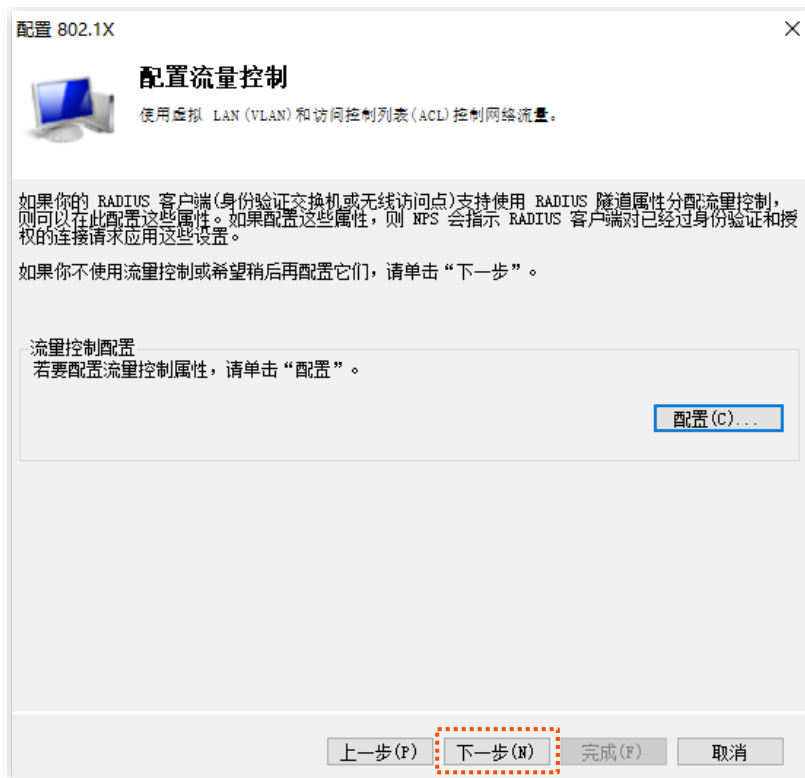 配置 802.1X
配置流量控制
使用虚拟 LAN(VLAN)和访问控制列表(ACL)控制网络流量。
如果你的 RADIUS 客户端(身份验证交换机或无线访问点)支持使用 RADIUS 隧道属性分配流量控制，
则可以在此配置这些属性。如果配置这些属性，则 NPS 会指示 RADIUS 客户端对已经过身份验证和授
权的连接请求应用这些设置。
如果你不使用流量控制或希望稍后再配置它们，请单击“下一步”。
流量控制配置
若要配置流量控制属性，请单击“配置”。
配置(C)...
上一步(P) 下一步(N) 完成(F) 取消